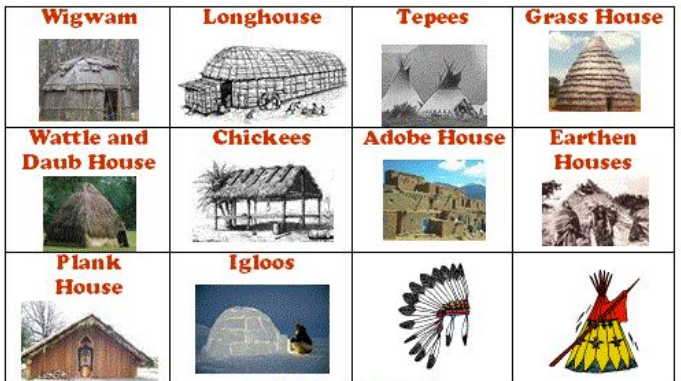 Wigwam
Longhouse
Tepees
Grass House
Wattle and
Daub House
Chickees
Adobe House
Earthen
Houses
Plank
House
Igloos